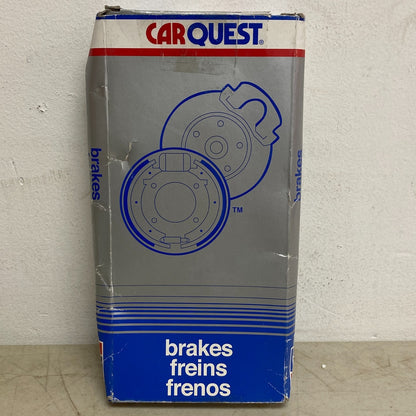 CARQUEST®
brakes
brakes
TM
brakes
freins
frenos